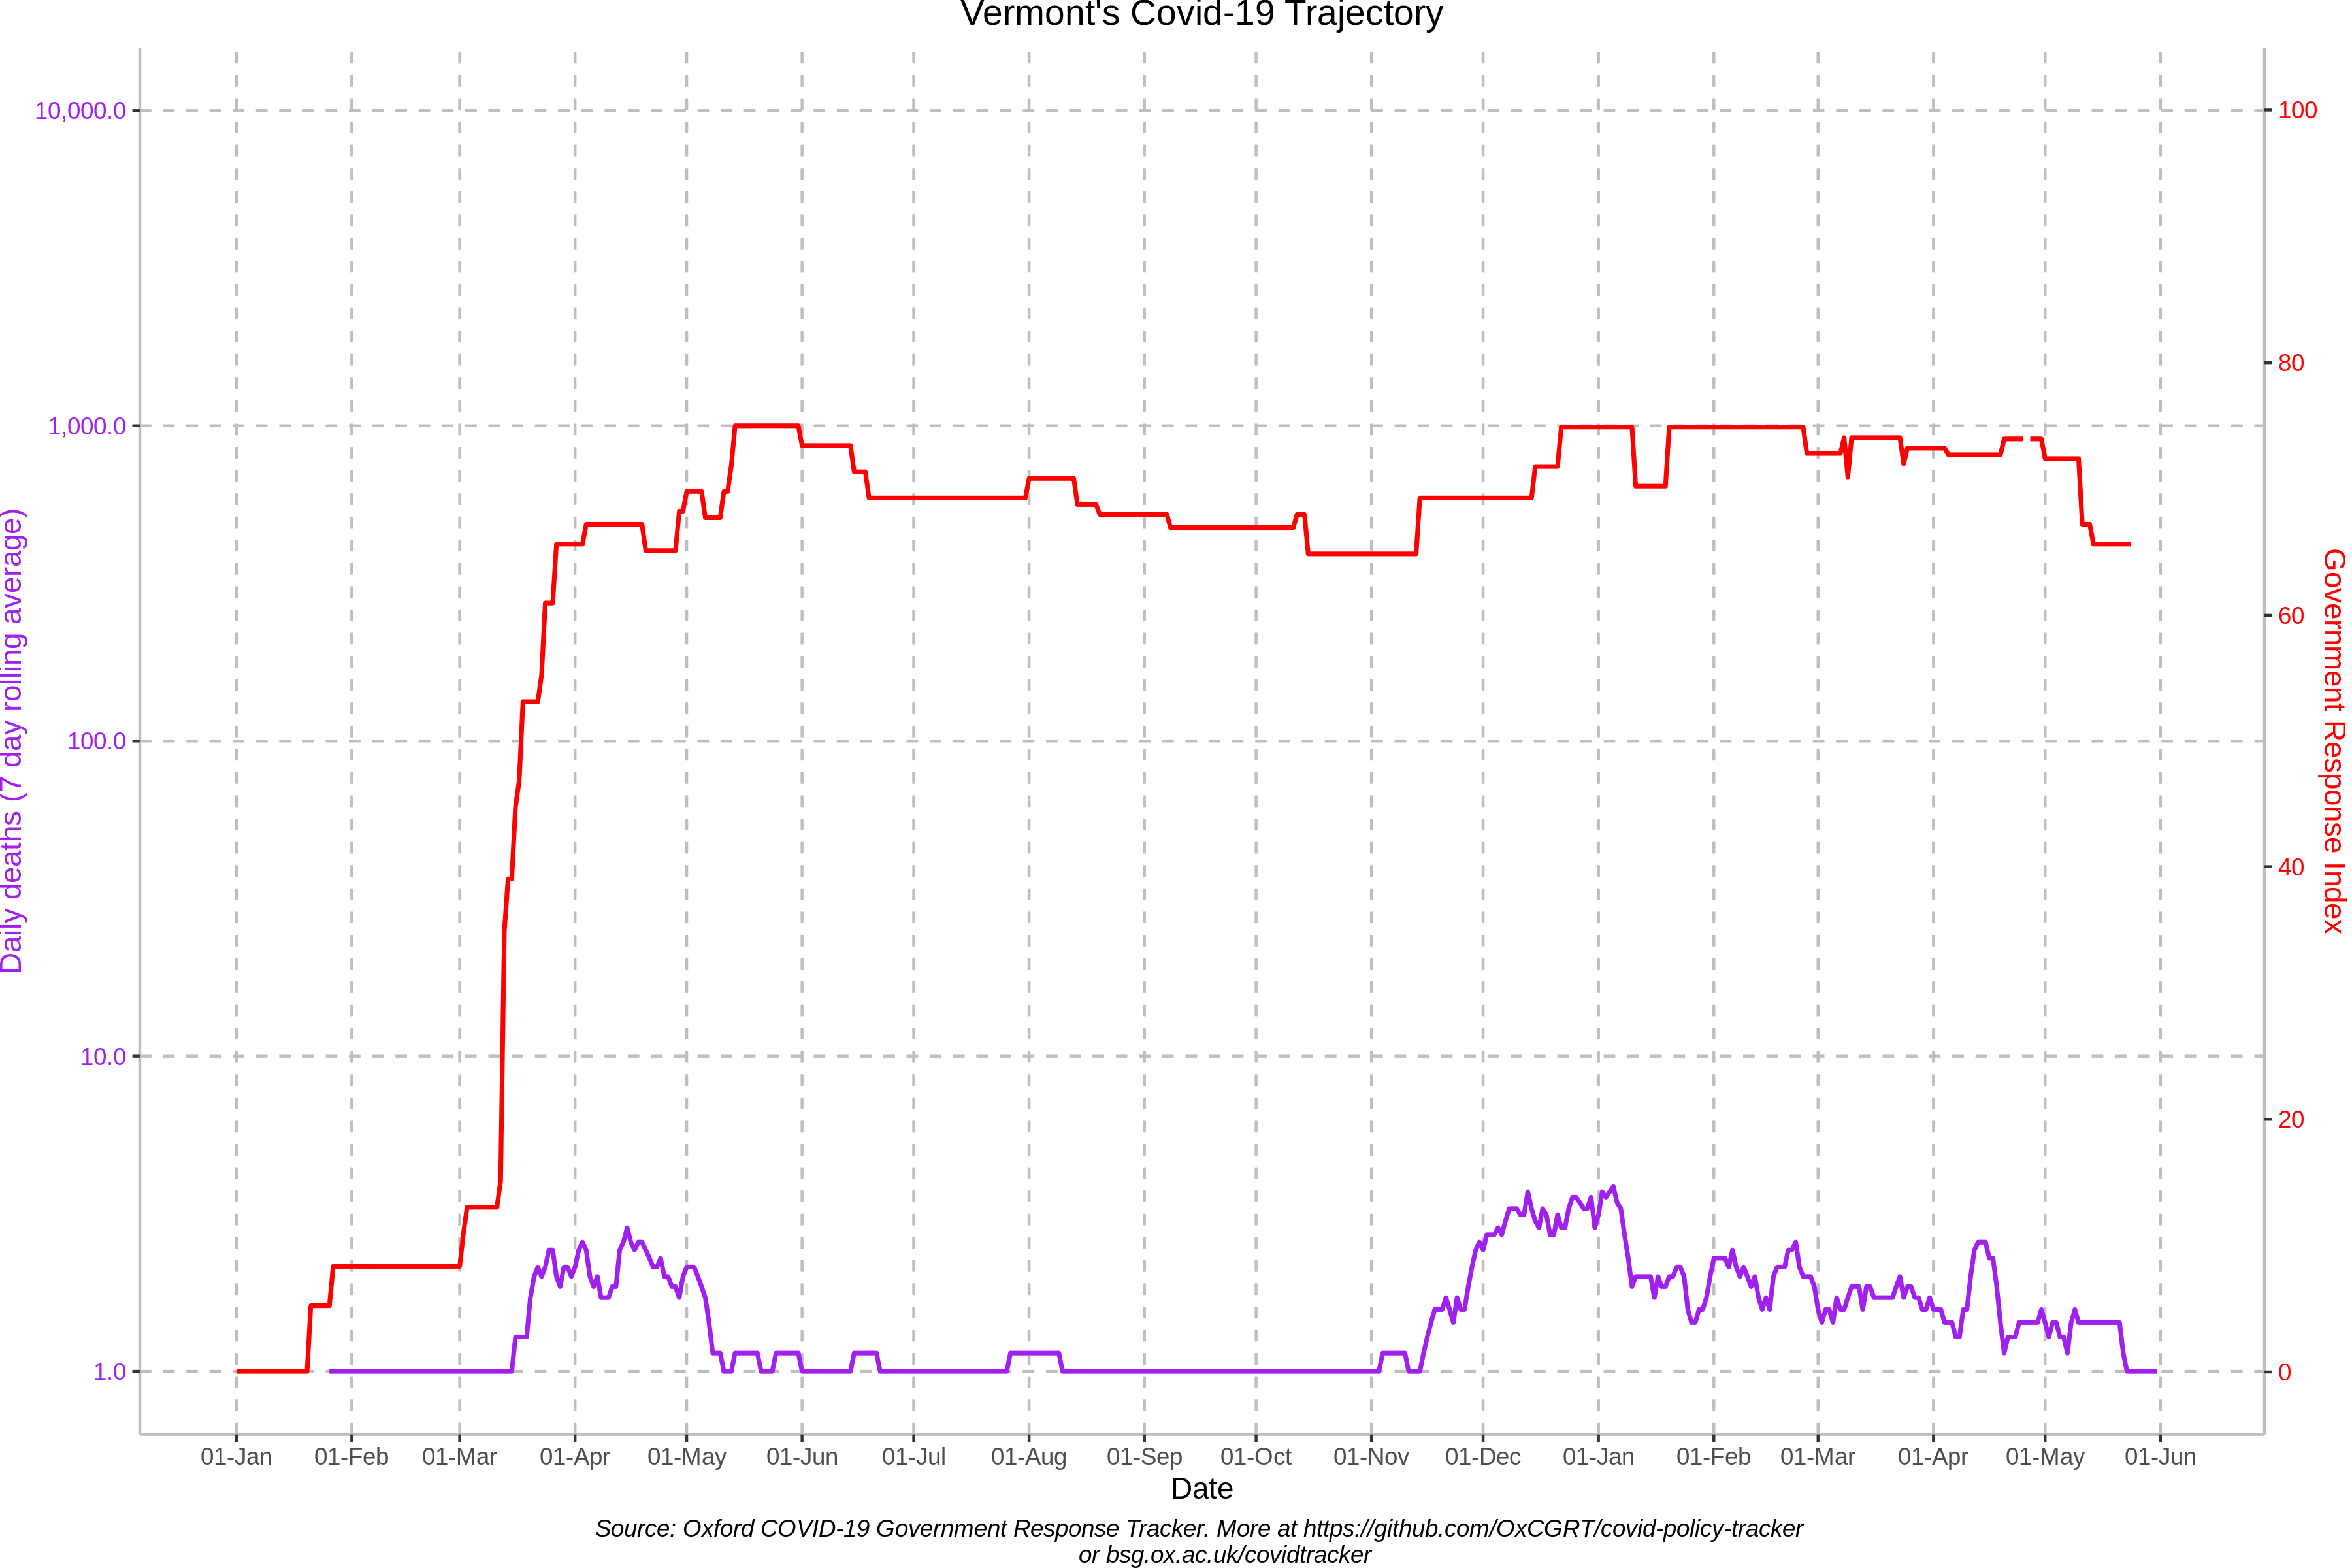 Vermont's Covid-19 Trajectory
10,000.0
1,000.0
100.0
10.0
1.0
Daily deaths (7 day rolling average)
100
80
60
40
20
0
Government Response Index
01-Jan 01-Feb 01-Mar 01-Apr 01-May 01-Jun 01-Jul 01-Aug 01-Sep 01-Oct 01-Nov 01-Dec 01-Jan 01-Feb 01-Mar 01-Apr 01-May 01-Jun
Date
Source: Oxford COVID-19 Government Response Tracker. More at https://github.com/OxCGRT/covid-policy-tracker
or bsg.ox.ac.uk/covidtracker